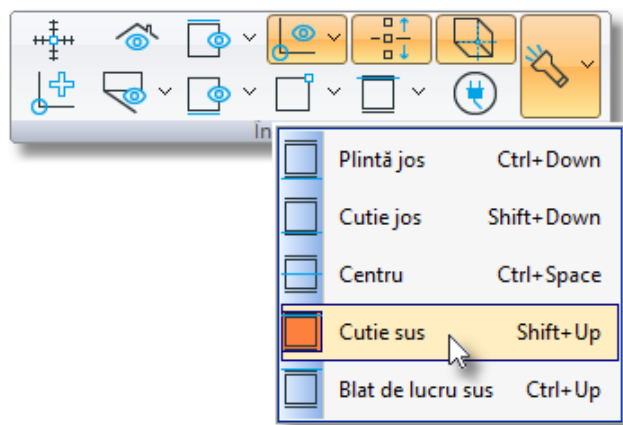 În
Plintă jos Ctrl+Down
Cutie jos Shift+Down
Centru Ctrl+Space
Cutie sus Shift+Up
Blat de lucru sus Ctrl+Up